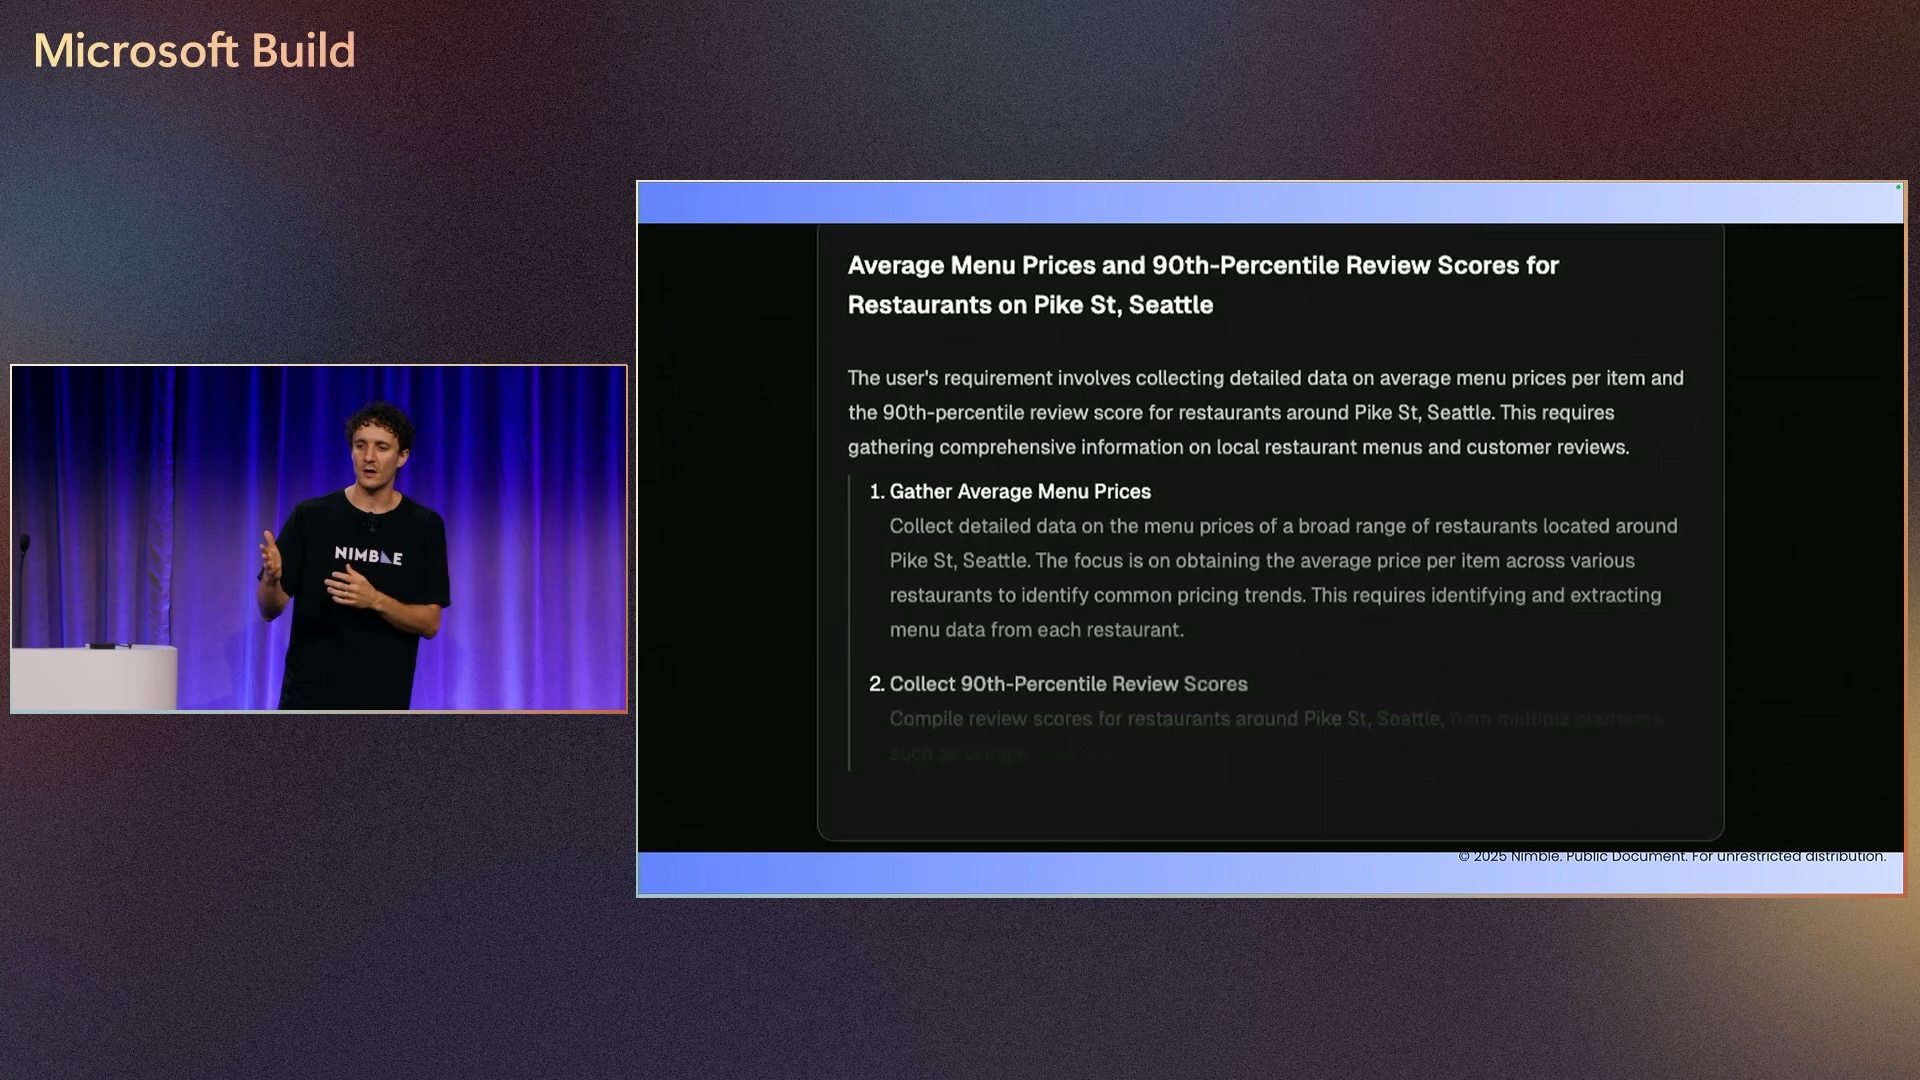 Microsoft Build
NIMBLE
Average Menu Prices and 90th-Percentile Review Scores for
Restaurants on Pike St, Seattle
The user's requirement involves collecting detailed data on average menu prices per item and
the 90th-percentile review score for restaurants around Pike St, Seattle. This requires
gathering comprehensive information on local restaurant menus and customer reviews.
1. Gather Average Menu Prices
Collect detailed data on the menu prices of a broad range of restaurants located around
Pike St, Seattle. The focus is on obtaining the average price per item across various
restaurants to identify common pricing trends. This requires identifying and extracting
menu data from each restaurant.
2. Collect 90th-Percentile Review Scores
Compile review scores for restaurants around Pike St, Seattle, from multiple platforms
such as Google
© 2025 Nimble. Public Document. For unrestricted distribution.